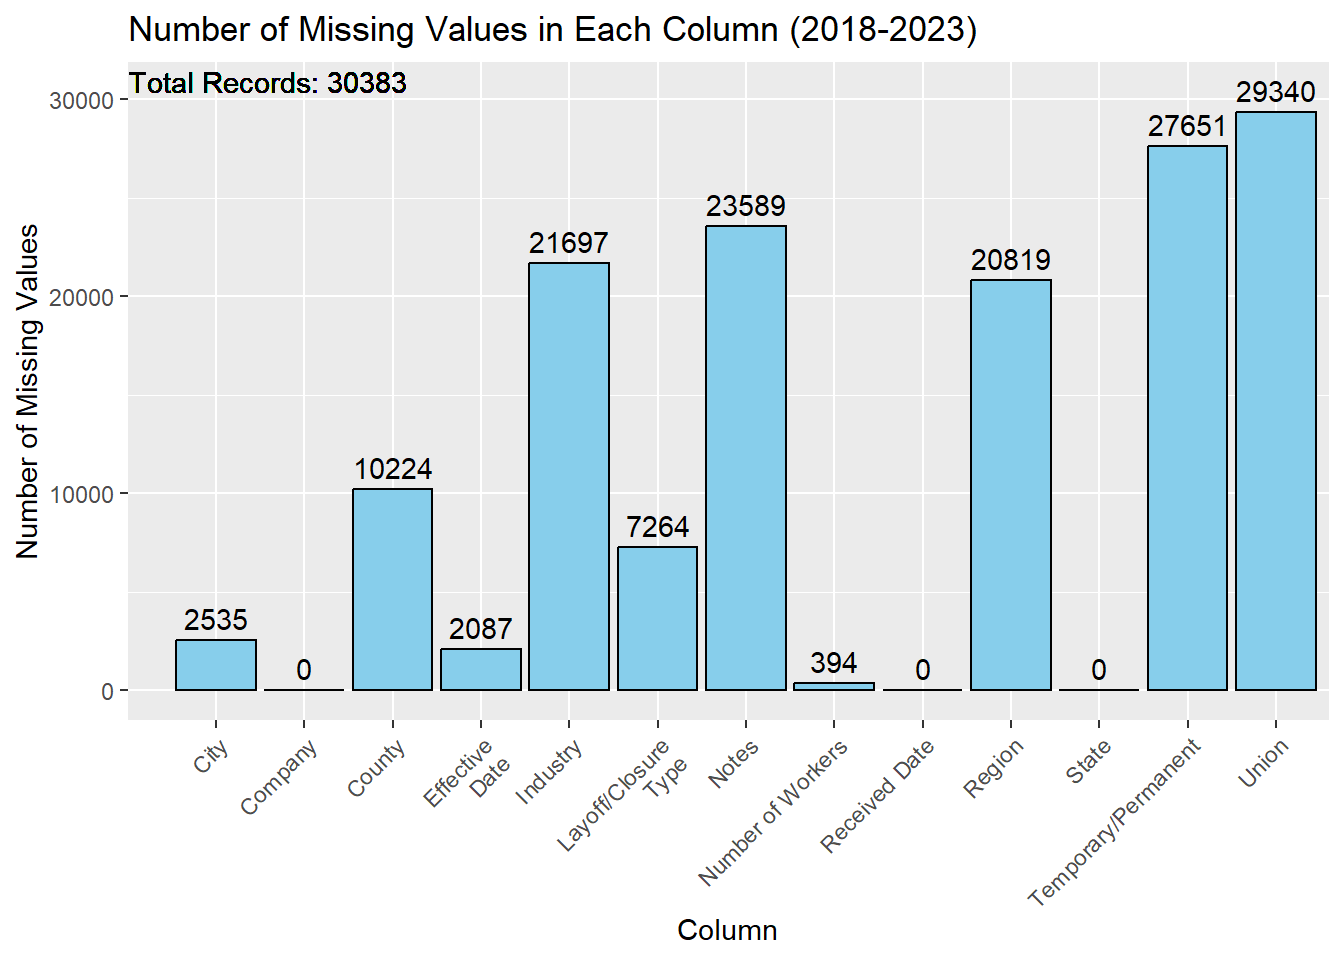 Number of Missing Values in Each Column (2018-2023)
Total Records: 30383
Number of Missing Values
30000
20000
10000
0
2535
0
10224
2087
21697
7264
23589
394
0
20819
0
27651
29340
City
Company
County
Effective
Date
Industry
Layoff/Closure
Type
Notes
Number of Workers
Received Date
Region
State
Temporary/Permanent
Union
Column